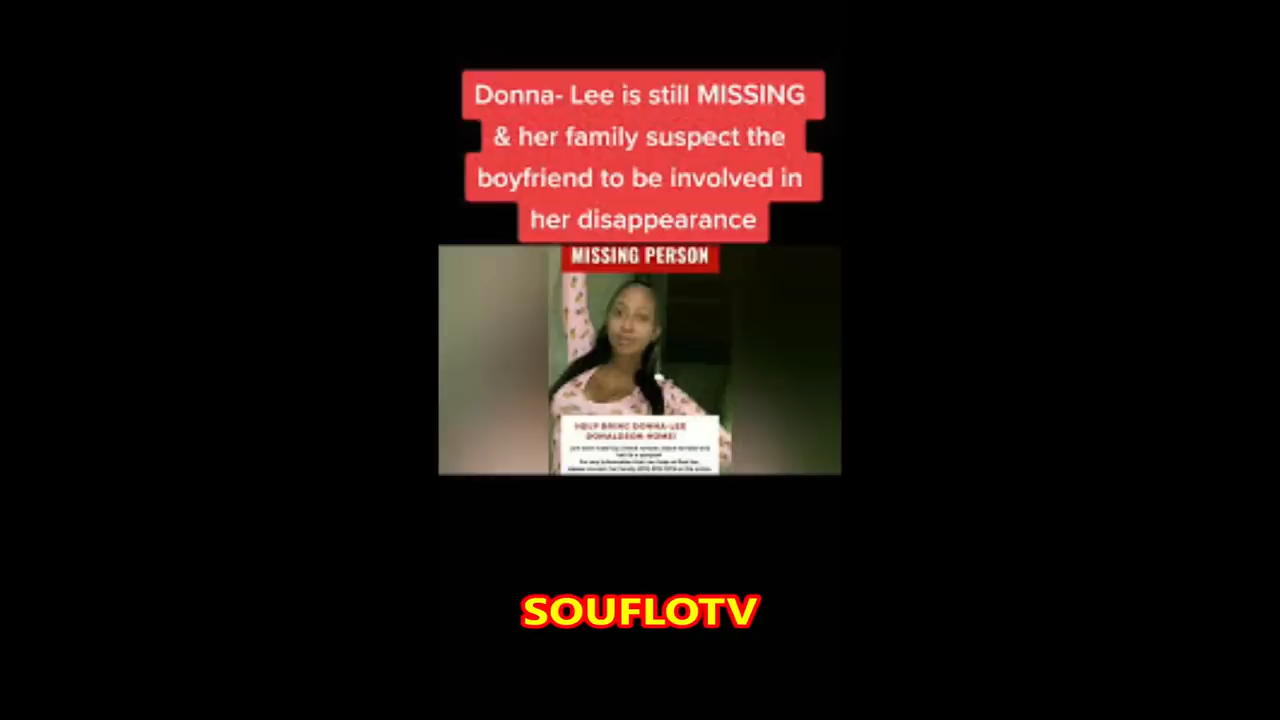 Donna- Lee is still MISSING
& her family suspect the
boyfriend to be involved in
her disappearance
MISSING PERSON
HELP BRING DONNA-LEE
DONALDSON HOME!
SOUFLOTV